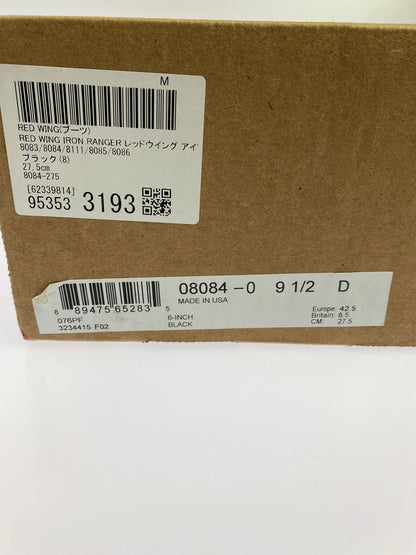 M
RED WING(ブーツ)
RED WING IRON RANGER レッドウイング アイ
8083/8084/8111/8085/8086
ブラック(8)
27.5cm
8084-275
[62339814]
95353 3193
08084-0 9 1/2 D
MADE IN USA
8 89475 65283 5
076PF 6-INCH Europe: 42.5
3234415 F02 BLACK Britain: 8.5
CM: 27.5